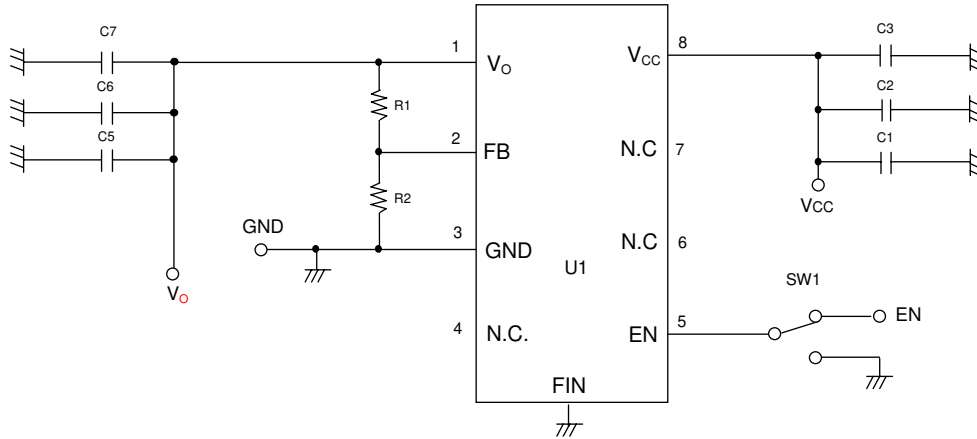 C7
C6
C5
R1
R2
GND
VO
1
2
3
4
VO
FB
GND
N.C.
U1
FIN
VCC
N.C
N.C
EN
8
7
6
5
C3
C2
C1
VCC
SW1
EN